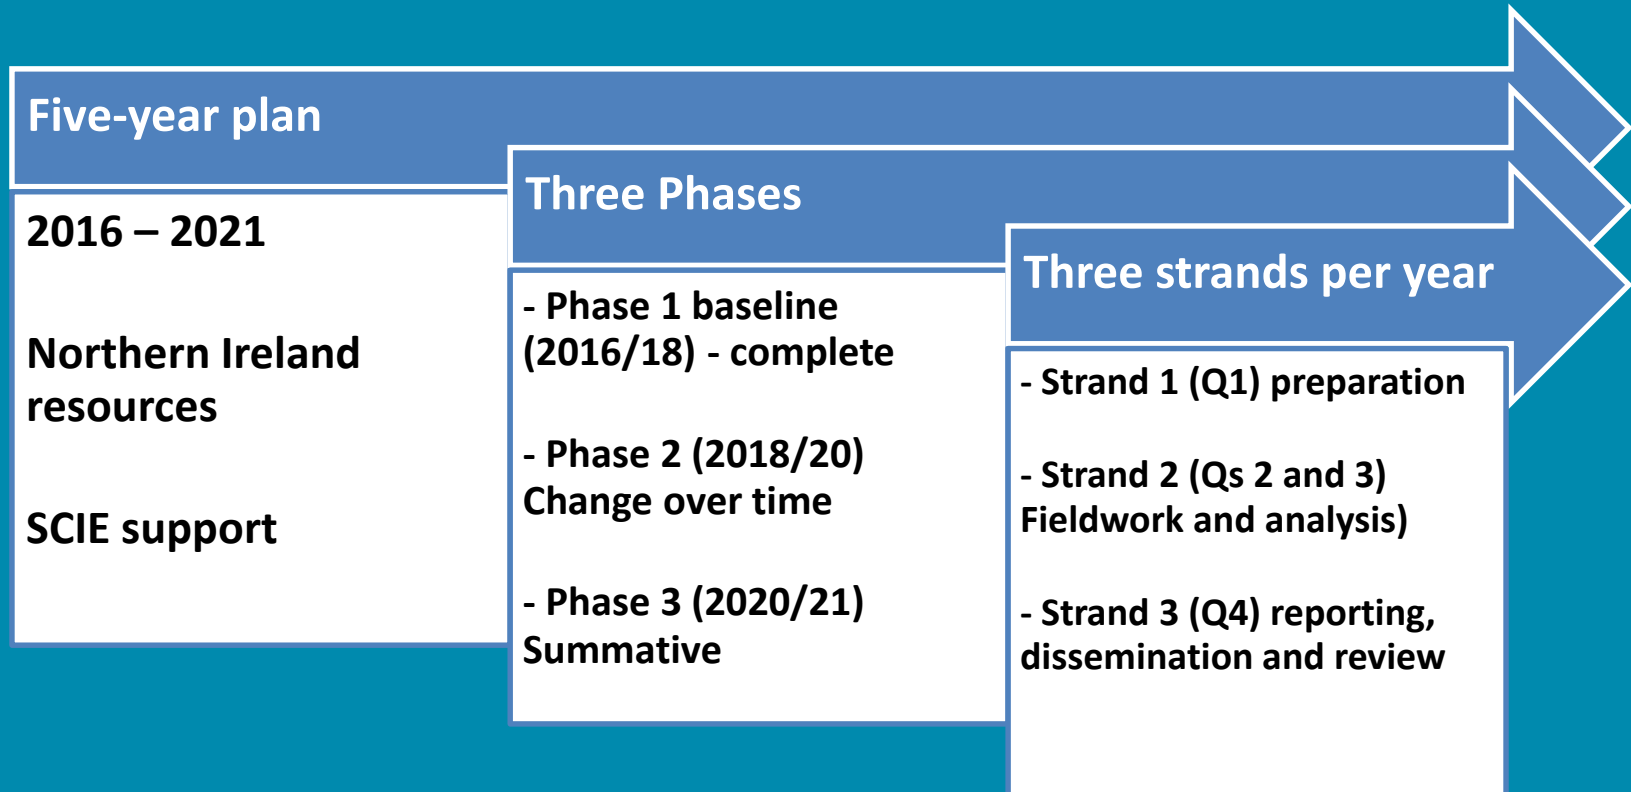 Five-year plan
2016 – 2021
Northern Ireland
resources
SCIE support
Three Phases
- Phase 1 baseline
(2016/18) - complete
- Phase 2 (2018/20)
Change over time
- Phase 3 (2020/21)
Summative
Three strands per year
- Strand 1 (Q1) preparation
- Strand 2 (Qs 2 and 3)
Fieldwork and analysis)
- Strand 3 (Q4) reporting,
dissemination and review